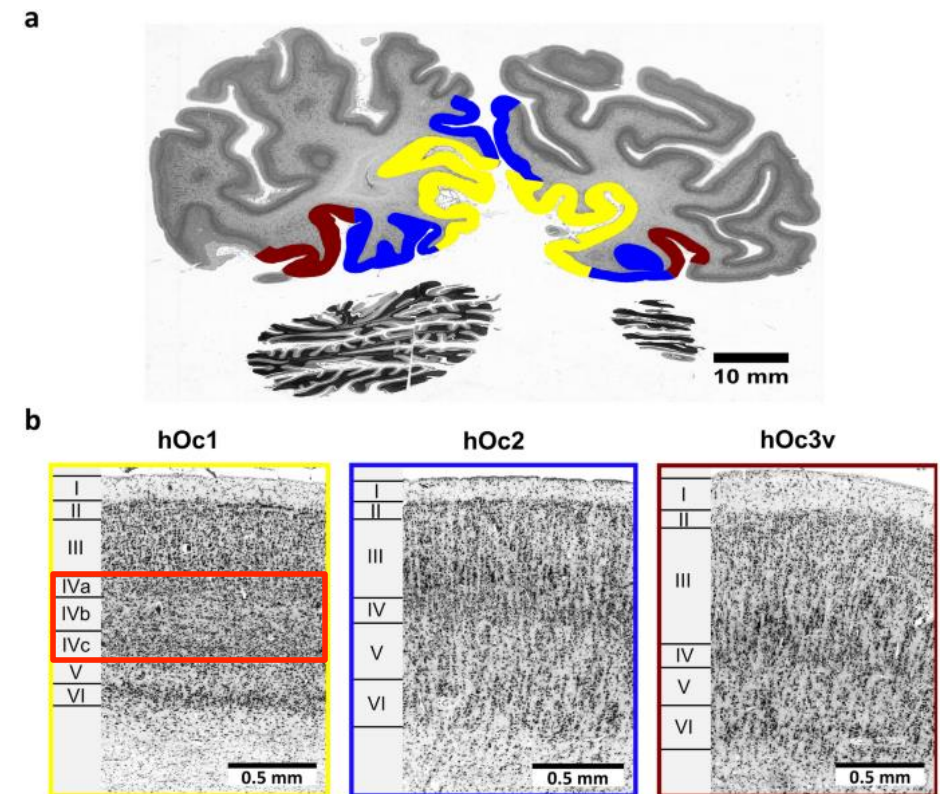 a
10 mm
b
hOc1
hOc2
hOc3v
I
II
III
IVa
IVb
IVc
V
VI
0.5 mm
I
II
III
IV
V
VI
0.5 mm
I
II
III
IV
V
VI
0.5 mm